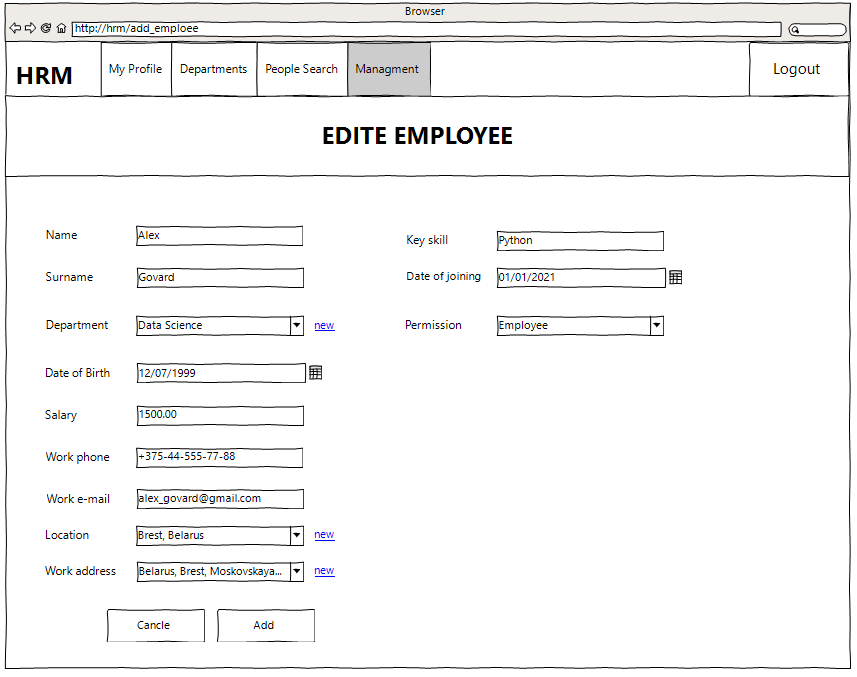 Browser
http://hrm/add_emploee
HRM
My Profile
Departments
People Search
Managment
Logout
EDITE EMPLOYEE
Name
Alex
Key skill
Python
Surname
Govard
Date of joining
01/01/2021
Department
Data Science
new
Permission
Employee
Date of Birth
12/07/1999
Salary
1500.00
Work phone
+375-44-555-77-88
Work e-mail
alex_govard@gmail.com
Location
Brest, Belarus
new
Work address
Belarus, Brest, Moskovskaya...
new
Cancle
Add